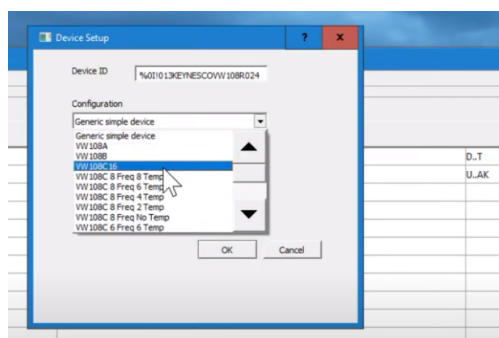 Device Setup ? x
Device ID
%0I!013KEYNESCOVW108R024
Configuration
Generic simple device
Generic simple device
VW108A
VW108B
VW108C16
VW108C 8 Freq 8 Temp
VW108C 8 Freq 6 Temp
VW108C 8 Freq 4 Temp
VW108C 8 Freq 2 Temp
VW108C 8 Freq No Temp
VW108C 6 Freq 6 Temp
OK Cancel
D..T
U..AK